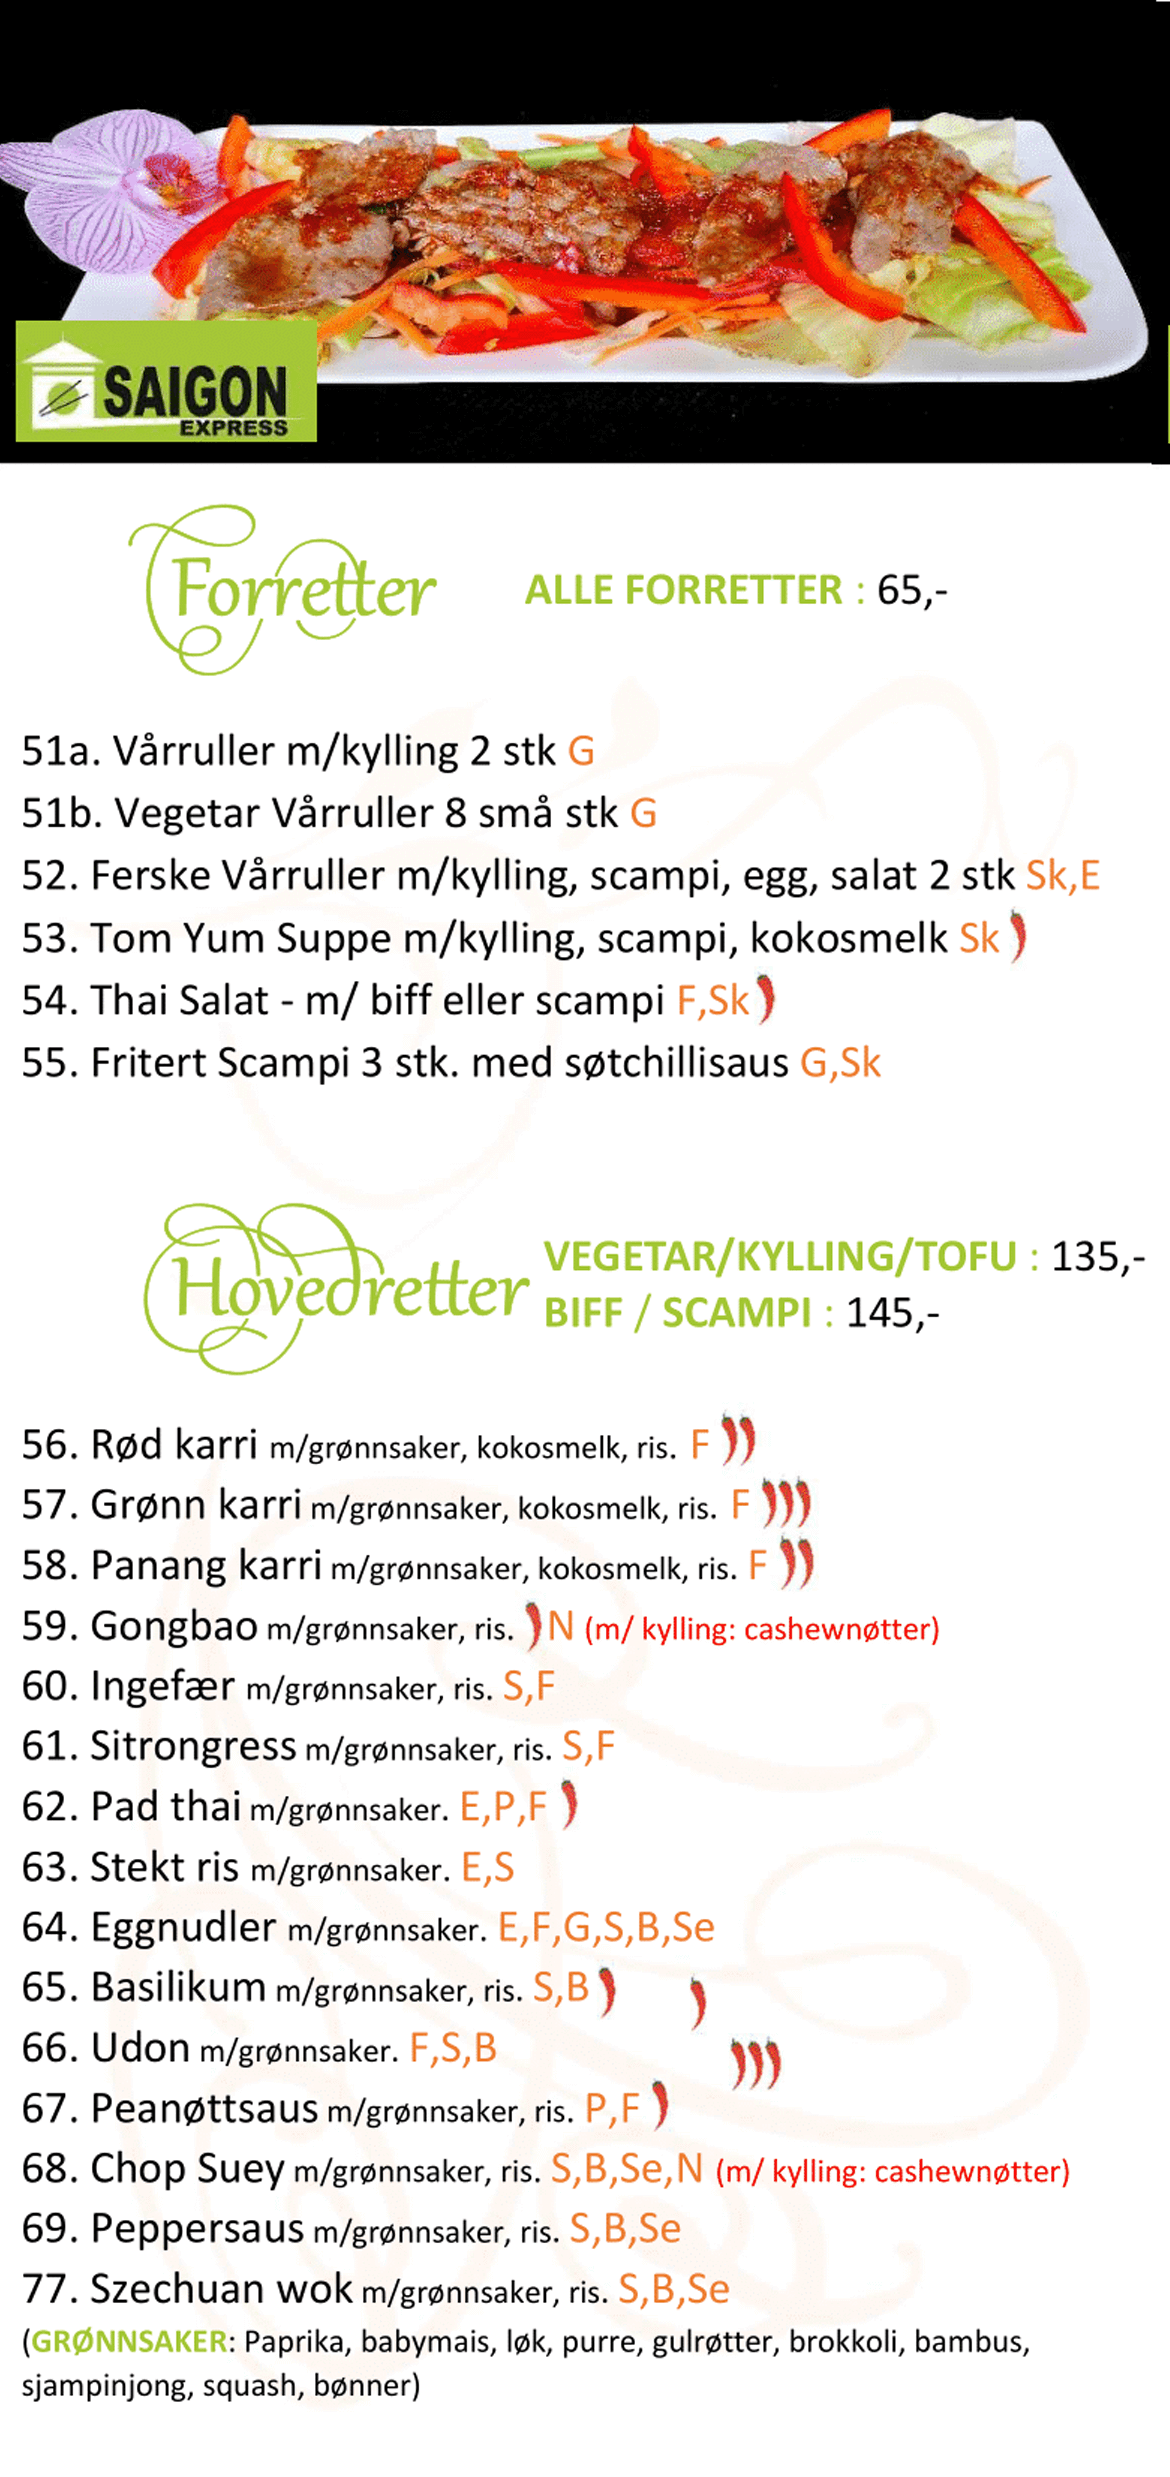 SAIGON
EXPRESS
Forretter
ALLE FORRETTER : 65,-
51a. Vårruller m/kylling 2 stk G
51b. Vegetar Vårruller 8 små stk G
52. Ferske Vårruller m/kylling, scampi, egg, salat 2 stk Sk,E
53. Tom Yum Suppe m/kylling, scampi, kokosmelk Sk
54. Thai Salat - m/ biff eller scampi F,Sk
55. Fritert Scampi 3 stk. med søtchillisaus G,Sk
Hovedretter
VEGETAR/KYLLING/TOFU : 135,-
BIFF / SCAMPI : 145,-
56. Rød karri m/grønnsaker, kokosmelk, ris. F
57. Grønn karri m/grønnsaker, kokosmelk, ris. F
58. Panang karri m/grønnsaker, kokosmelk, ris. F
59. Gongbao m/grønnsaker, ris. N (m/ kylling: cashewnøtter)
60. Ingefær m/grønnsaker, ris. S,F
61. Sitrongress m/grønnsaker, ris. S,F
62. Pad thai m/grønnsaker. E,P,F
63. Stekt ris m/grønnsaker. E,S
64. Eggnudler m/grønnsaker. E,F,G,S,B,Se
65. Basilikum m/grønnsaker, ris. S,B
66. Udon m/grønnsaker. F,S,B
67. Peanøttsaus m/grønnsaker, ris. P,F
68. Chop Suey m/grønnsaker, ris. S,B,Se,N (m/ kylling: cashewnøtter)
69. Peppersaus m/grønnsaker, ris. S,B,Se
77. Szechuan wok m/grønnsaker, ris. S,B,Se
(GRØNNSAKER: Paprika, babymais, løk, purre, gulrøtter, brokkoli, bambus,
sjampinjong, squash, bønner)